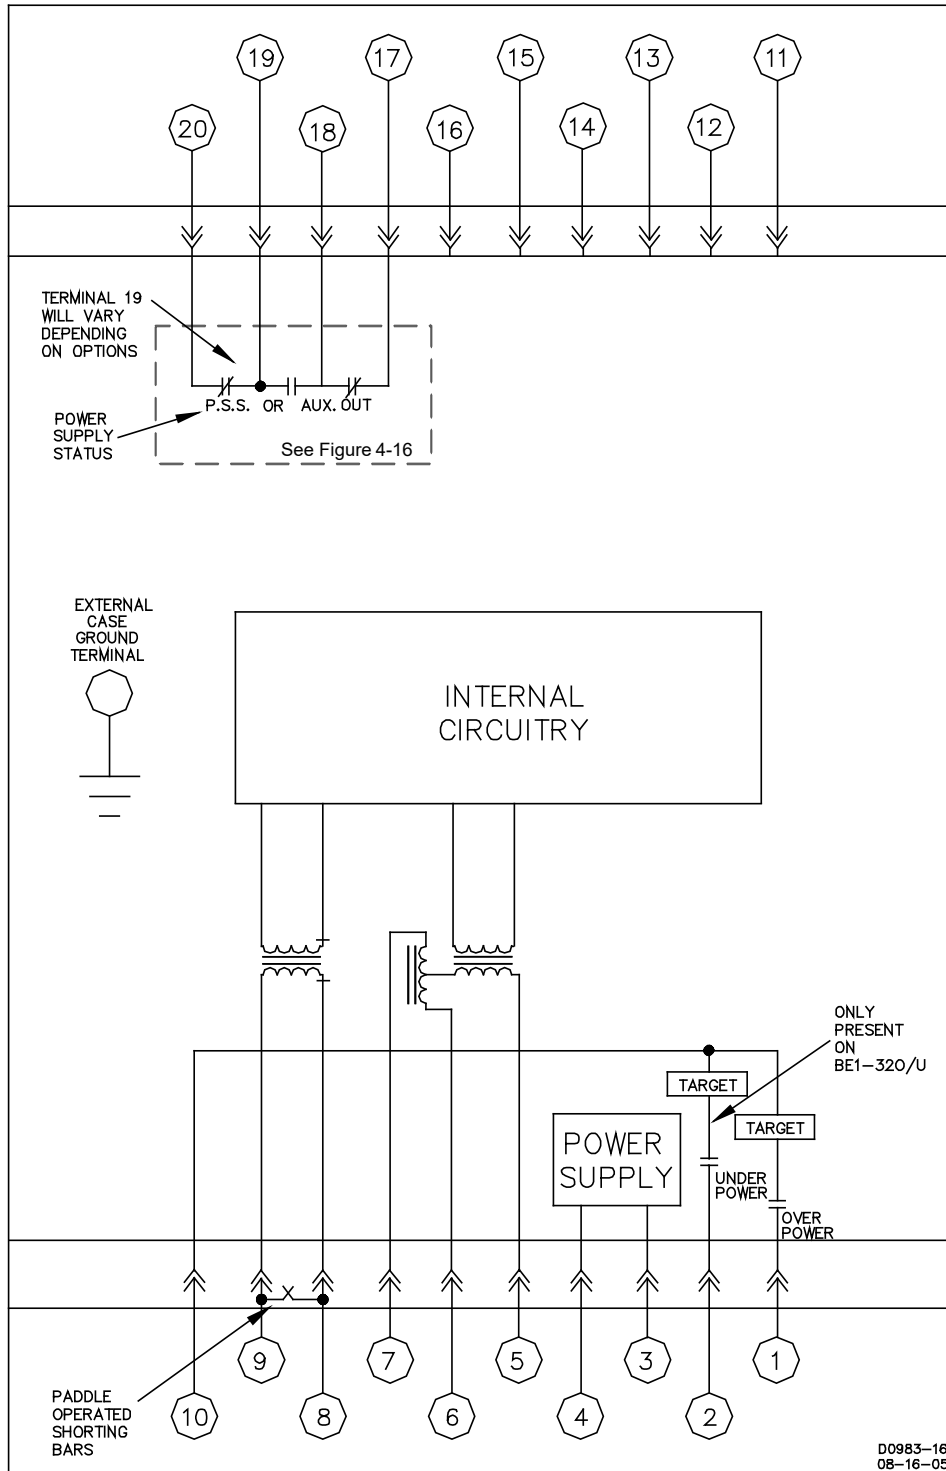 19
17
15
13
11
20
18
16
14
12
TERMINAL 19
WILL VARY
DEPENDING
ON OPTIONS
P.S.S. OR AUX. OUT
POWER
SUPPLY
STATUS
See Figure 4-16
EXTERNAL
CASE
GROUND
TERMINAL
INTERNAL
CIRCUITRY
ONLY
PRESENT
ON
BE1-320/U
TARGET
TARGET
POWER
SUPPLY
UNDER
POWER
OVER
POWER
X
9
7
5
3
1
10
8
6
4
2
PADDLE
OPERATED
SHORTING
BARS
D0983-16
08-16-05